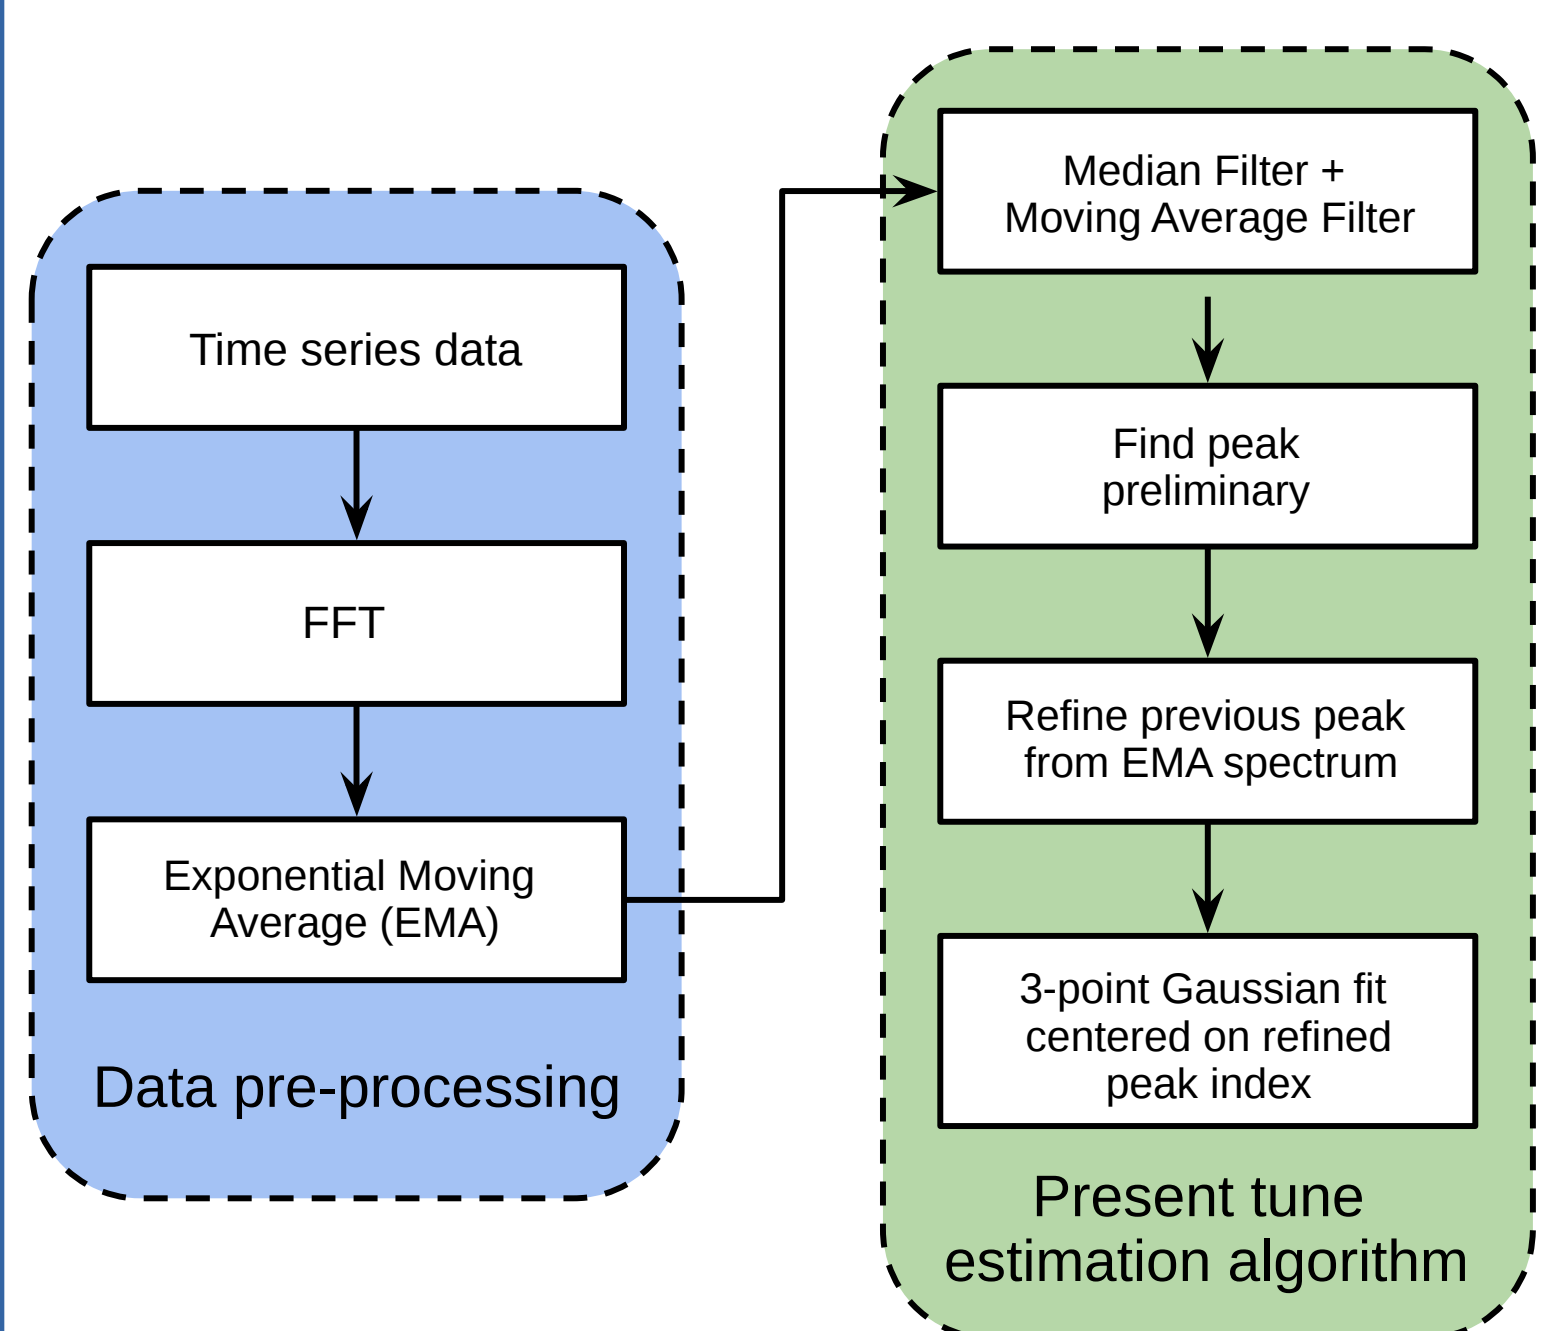 Time series data
FFT
Exponential Moving
Average (EMA)
Data pre-processing
Median Filter +
Moving Average Filter
Find peak
preliminary
Refine previous peak
from EMA spectrum
3-point Gaussian fit
centered on refined
peak index
Present tune
estimation algorithm